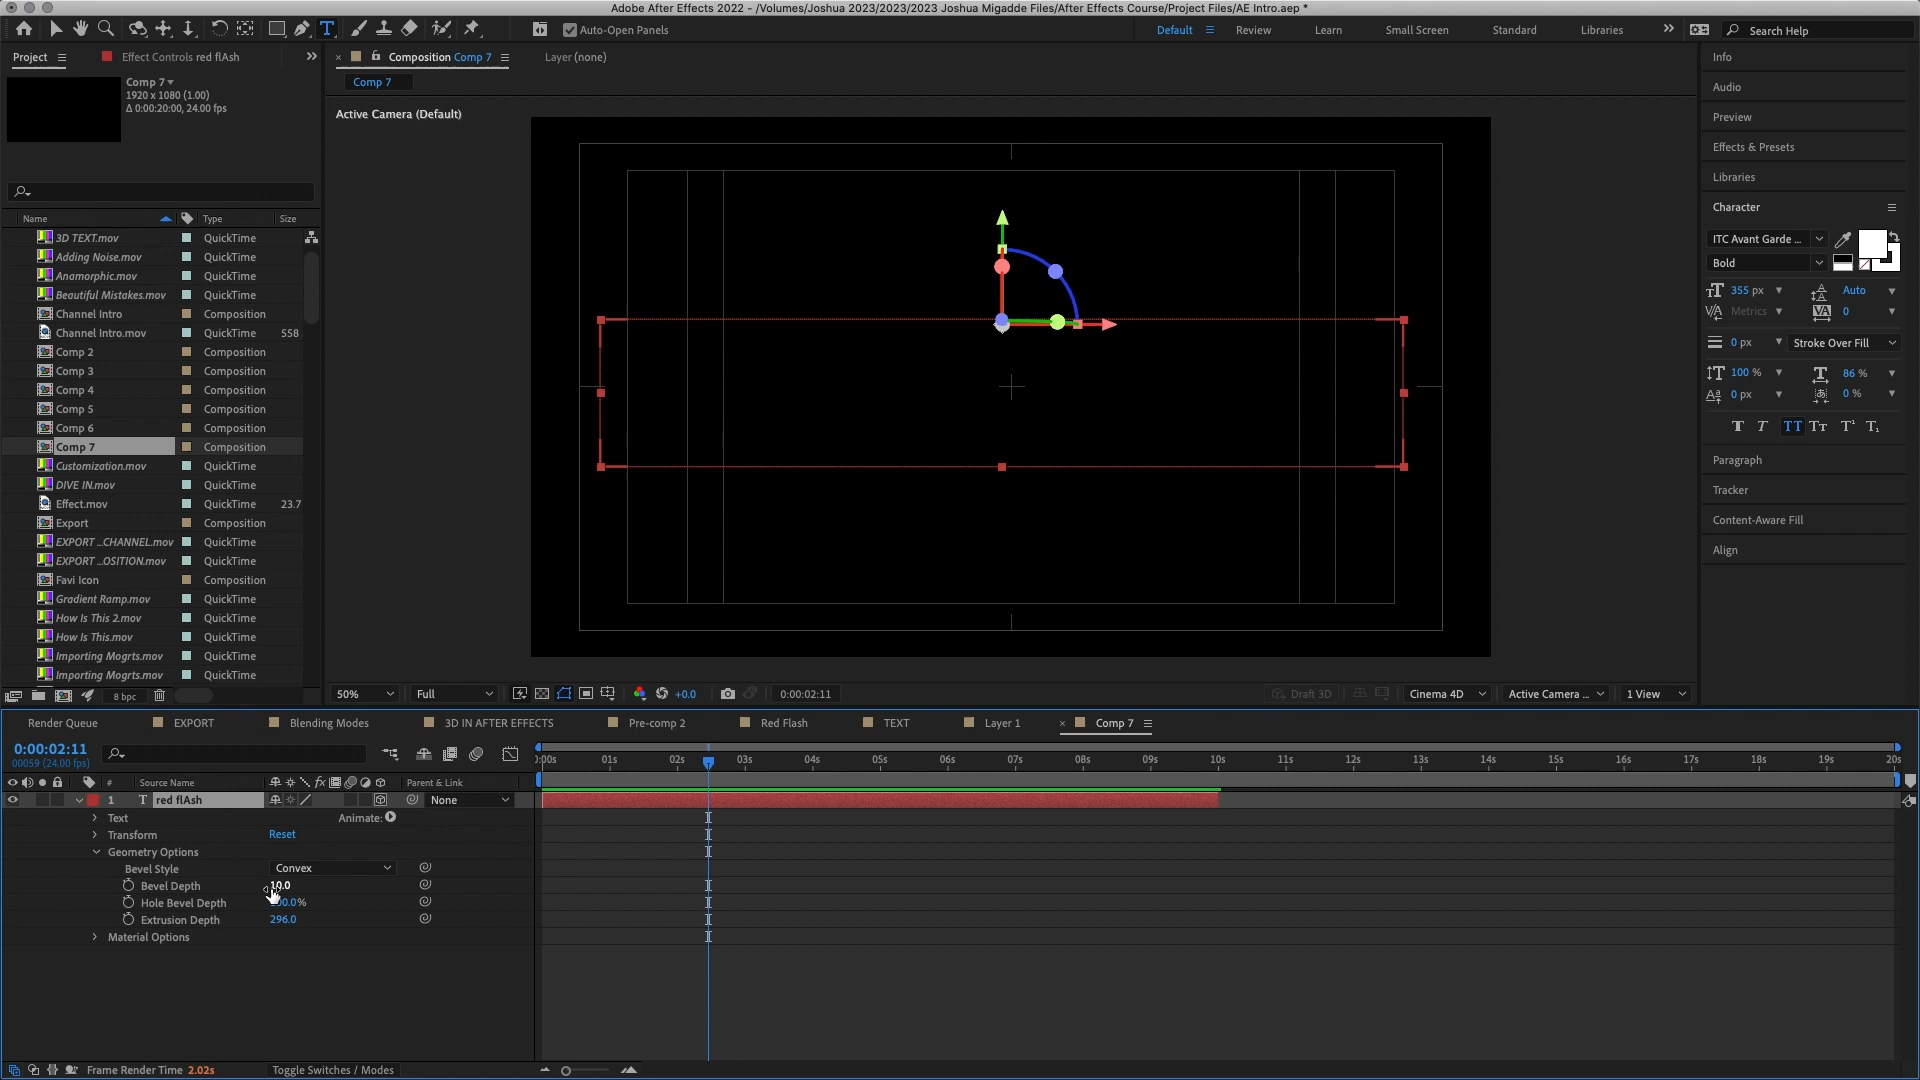 Adobe After Effects 2022 - /Volumes/Joshua 2023/2023/2023 Joshua Migadde Files/After Effects Course/Project Files/AE Intro.aep *
Auto-Open Panels
Default
Review
Learn
Small Screen
Standard
Libraries
Search Help
Project
Effect Controls red flAsh
Composition Comp 7
Layer (none)
Comp 7
Comp 7
1920 x 1080 (1.00)
Δ 0:00:20:00, 24.00 fps
Active Camera (Default)
Name Type Size
3D TEXT.mov QuickTime
Adding Noise.mov QuickTime
Anamorphic.mov QuickTime
Beautiful Mistakes.mov QuickTime
Channel Intro Composition
Channel Intro.mov QuickTime 558
Comp 2 Composition
Comp 3 Composition
Comp 4 Composition
Comp 5 Composition
Comp 6 Composition
Comp 7 Composition
Customization.mov QuickTime
DIVE IN.mov QuickTime
Effect.mov QuickTime 23.7
Export Composition
EXPORT ...CHANNEL.mov QuickTime
EXPORT ...OSITION.mov QuickTime
Favi Icon Composition
Gradient Ramp.mov QuickTime
How Is This 2.mov QuickTime
How Is This.mov QuickTime
Importing Mogrts.mov QuickTime
Importing Mogrts.mov QuickTime
8 bpc
50%
Full
+0.0
0:00:02:11
Draft 3D
Cinema 4D
Active Camera ...
1 View
Info
Audio
Preview
Effects & Presets
Libraries
Character
ITC Avant Garde ...
Bold
355 px
Auto
Metrics
0
0 px
Stroke Over Fill
100 %
86 %
0 px
0 %
Paragraph
Tracker
Content-Aware Fill
Align
Render Queue
EXPORT
Blending Modes
3D IN AFTER EFFECTS
Pre-comp 2
Red Flash
TEXT
Layer 1
Comp 7
0:00:02:11
00059 (24.00 fps)
:00s 01s 02s 03s 04s 05s 06s 07s 08s 09s 10s 11s 12s 13s 14s 15s 16s 17s 18s 19s 20s
# Source Name Parent & Link
1 T red flAsh None
Text Animate:
Transform Reset
Geometry Options
Bevel Style Convex
Bevel Depth 10.0
Hole Bevel Depth
Extrusion Depth 296.0
Material Options
Frame Render Time 2.02s
Toggle Switches / Modes